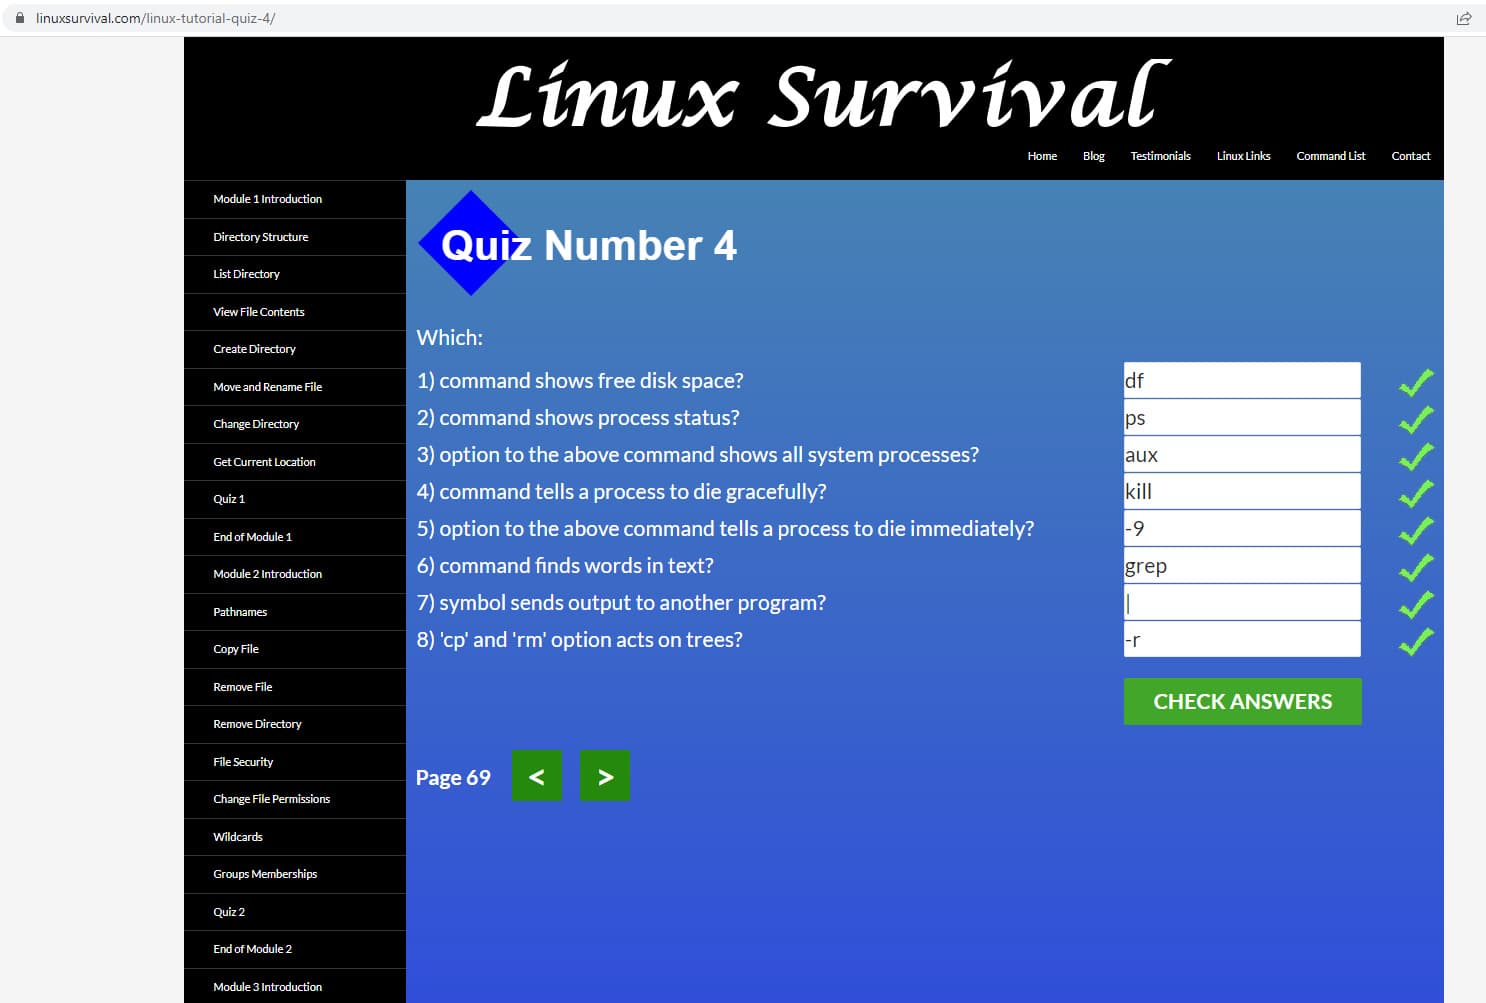 linuxsurvival.com/linux-tutorial-quiz-4/
Linux Survival
Home Blog Testimonials Linux Links Command List Contact
Module 1 Introduction
Directory Structure
List Directory
View File Contents
Create Directory
Move and Rename File
Change Directory
Get Current Location
Quiz 1
End of Module 1
Module 2 Introduction
Pathnames
Copy File
Remove File
Remove Directory
File Security
Change File Permissions
Wildcards
Groups Memberships
Quiz 2
End of Module 2
Module 3 Introduction
Quiz Number 4
Which:
1) command shows free disk space? df
2) command shows process status? ps
3) option to the above command shows all system processes? aux
4) command tells a process to die gracefully? kill
5) option to the above command tells a process to die immediately? -9
6) command finds words in text? grep
7) symbol sends output to another program? |
8) 'cp' and 'rm' option acts on trees? -r
CHECK ANSWERS
Page 69 < >